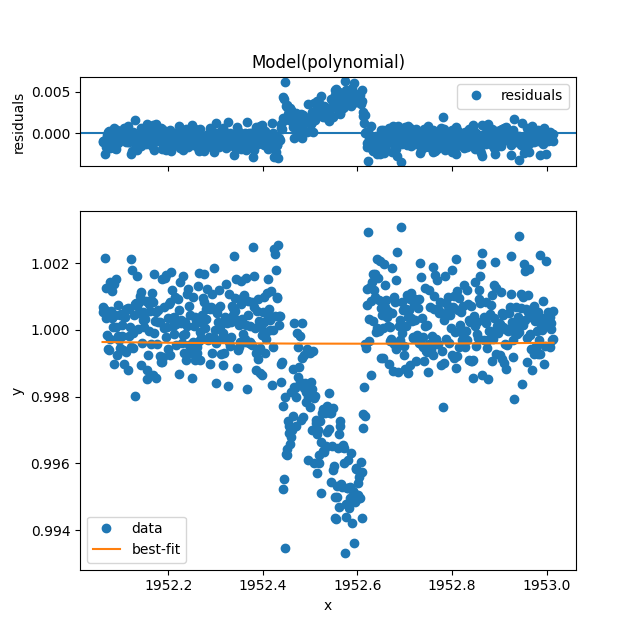 Model(polynomial)
residuals
0.005
0.000
residuals
y
1.002
1.000
0.998
0.996
0.994
data
best-fit
1952.2 1952.4 1952.6 1952.8 1953.0
x